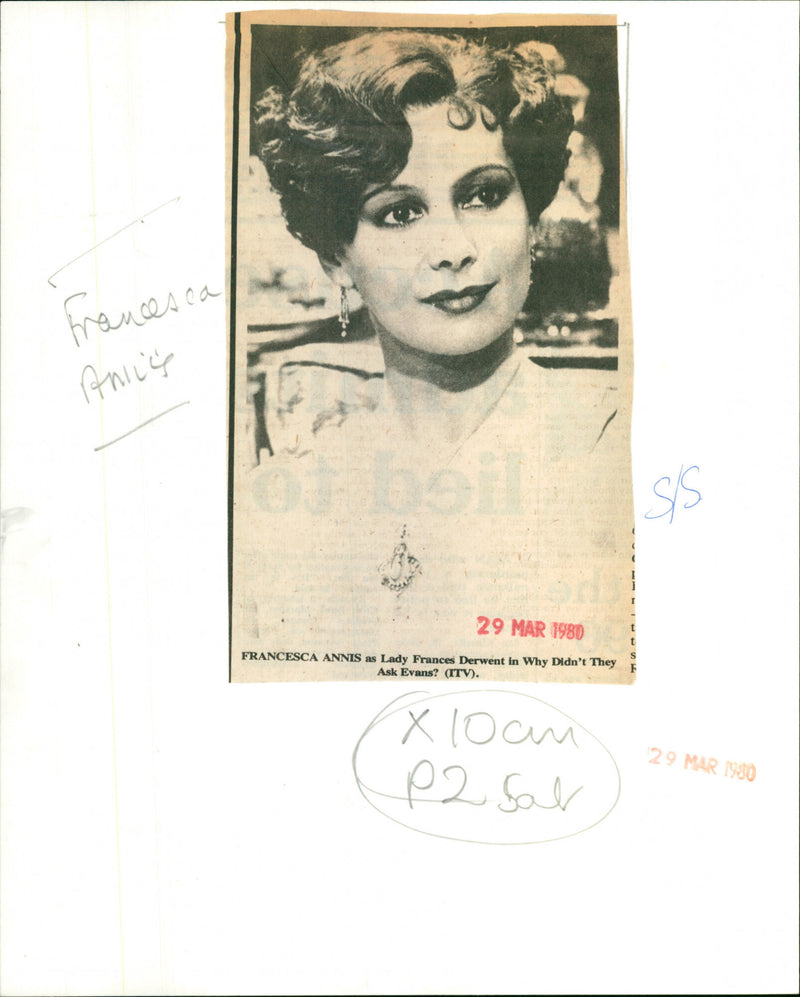 Francesca
Annis
S/S
29 MAR 1980
FRANCESCA ANNIS as Lady Frances Derwent in Why Didn't They
Ask Evans? (ITV).
X 10cm
P2 Sat
29 MAR 1980